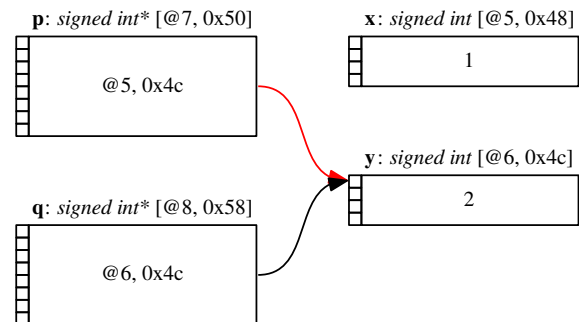 p: signed int* [@7, 0x50]
@5, 0x4c
x: signed int [@5, 0x48]
1
y: signed int [@6, 0x4c]
2
q: signed int* [@8, 0x58]
@6, 0x4c